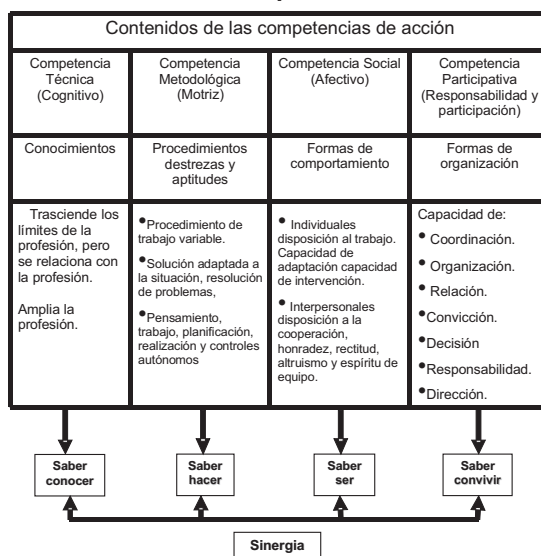 Contenidos de las competencias de acción
Competencia
Técnica
(Cognitivo)
Competencia
Metodológica
(Motriz)
Competencia Social
(Afectivo)
Competencia
Participativa
(Responsabilidad y
participación)
Conocimientos
Procedimientos
destrezas y
aptitudes
Formas de
comportamiento
Formas de
organización
Trasciende los
límites de la
profesión, pero
se relaciona con
la profesión.
Amplia la
profesión.
•Procedimiento de
trabajo variable.
•Solución adaptada a
la situación, resolución
de problemas,
•Pensamiento,
trabajo, planificación,
realización y controles
autónomos
• Individuales
disposición al trabajo.
Capacidad de
adaptación capacidad
de intervención.
• Interpersonales
disposición a la
cooperación,
honradez, rectitud,
altruismo y espíritu de
equipo.
Capacidad de:
• Coordinación.
• Organización.
• Relación.
• Convicción.
• Decisión
•Responsabilidad.
•Dirección.
Saber
conocer
Saber
hacer
Saber
ser
Saber
convivir
Sinergia